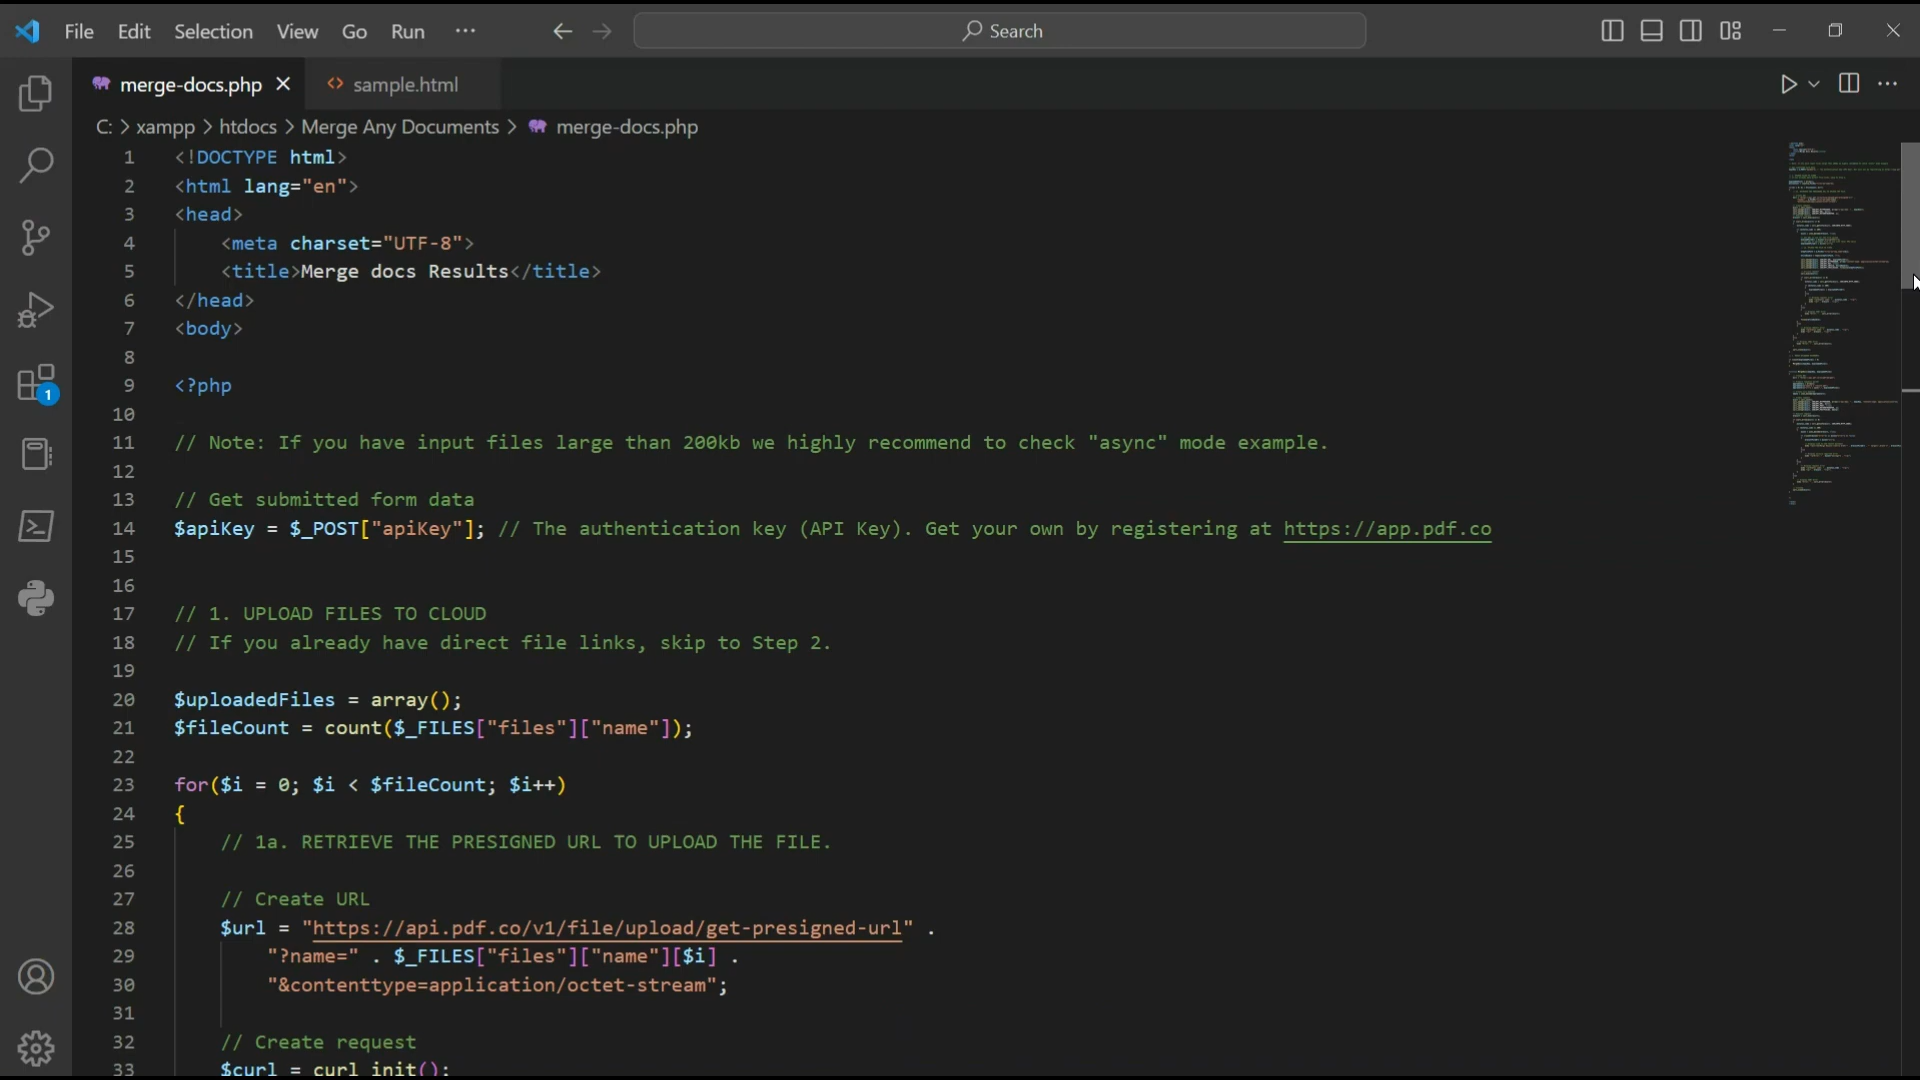 File Edit Selection View Go Run ··· Search
merge-docs.php sample.html
C: > xampp > htdocs > Merge Any Documents > merge-docs.php
1 <!DOCTYPE html>
2 <html lang="en">
3 <head>
4 <meta charset="UTF-8">
5 <title>Merge docs Results</title>
6 </head>
7 <body>
8
9 <?php
10
11 // Note: If you have input files large than 200kb we highly recommend to check "async" mode example.
12
13 // Get submitted form data
14 $apiKey = $_POST["apiKey"]; // The authentication key (API Key). Get your own by registering at https://app.pdf.co
15
16
17 // 1. UPLOAD FILES TO CLOUD
18 // If you already have direct file links, skip to Step 2.
19
20 $uploadedFiles = array();
21 $fileCount = count($_FILES["files"]["name"]);
22
23 for($i = 0; $i < $fileCount; $i++)
24 {
25 // 1a. RETRIEVE THE PRESIGNED URL TO UPLOAD THE FILE.
26
27 // Create URL
28 $url = "https://api.pdf.co/v1/file/upload/get-presigned-url" .
29 "?name=" . $_FILES["files"]["name"][$i] .
30 "&contenttype=application/octet-stream";
31
32 // Create request
33 $curl = curl_init();
1